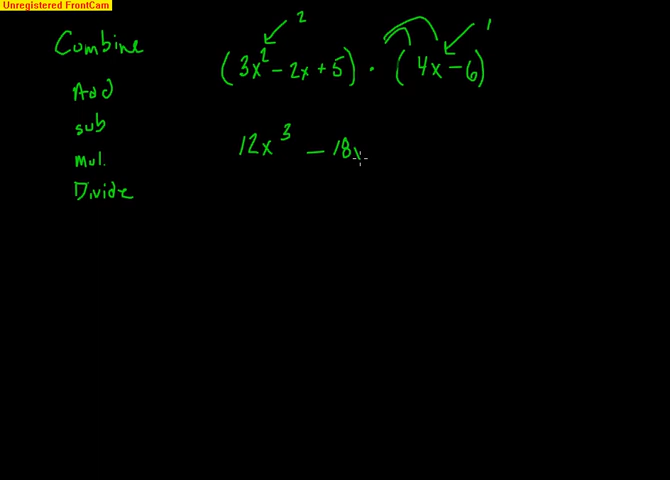 Unregistered FrontCam
2 1
Combine (3x² - 2x + 5) · (4x - 6)
Add
sub
12x³ - 18x
mul.
Divide